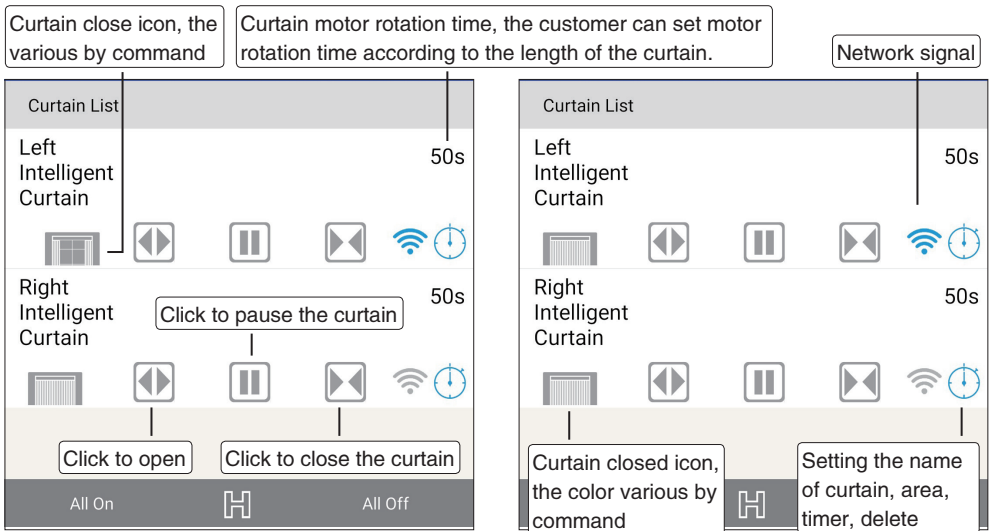 Curtain close icon, the
various by command
Curtain motor rotation time, the customer can set motor
rotation time according to the length of the curtain.
Network signal
Curtain List
Left
Intelligent
Curtain
50s
Right
Intelligent
Curtain
50s
Click to pause the curtain
Click to open
Click to close the curtain
All On
All Off
Curtain List
Left
Intelligent
Curtain
50s
Right
Intelligent
Curtain
50s
Curtain closed icon,
the color various by
command
Setting the name
of curtain, area,
timer, delete